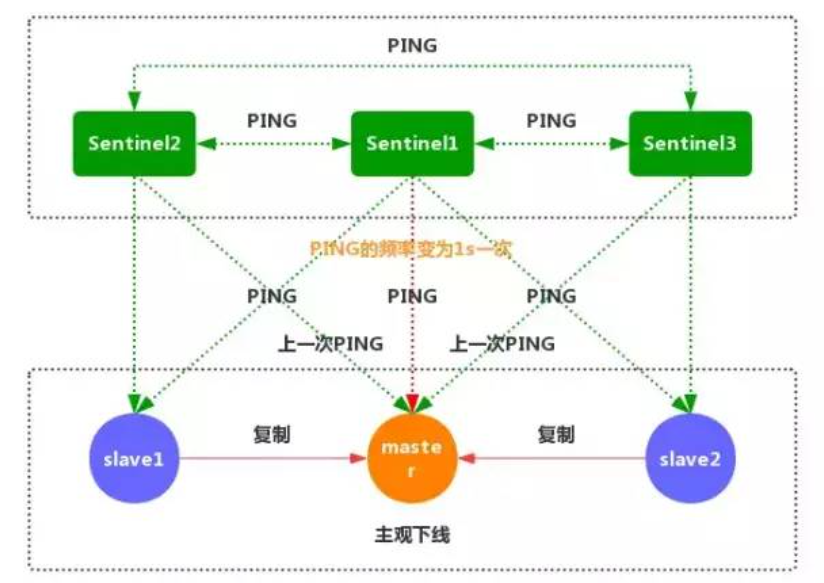 PING
PING
PING
Sentinel2
Sentinel1
Sentinel3
PING的频率变为1s一次
PING
PING
PING
上一次PING
上一次PING
复制
复制
slave1
maste
r
slave2
主观下线